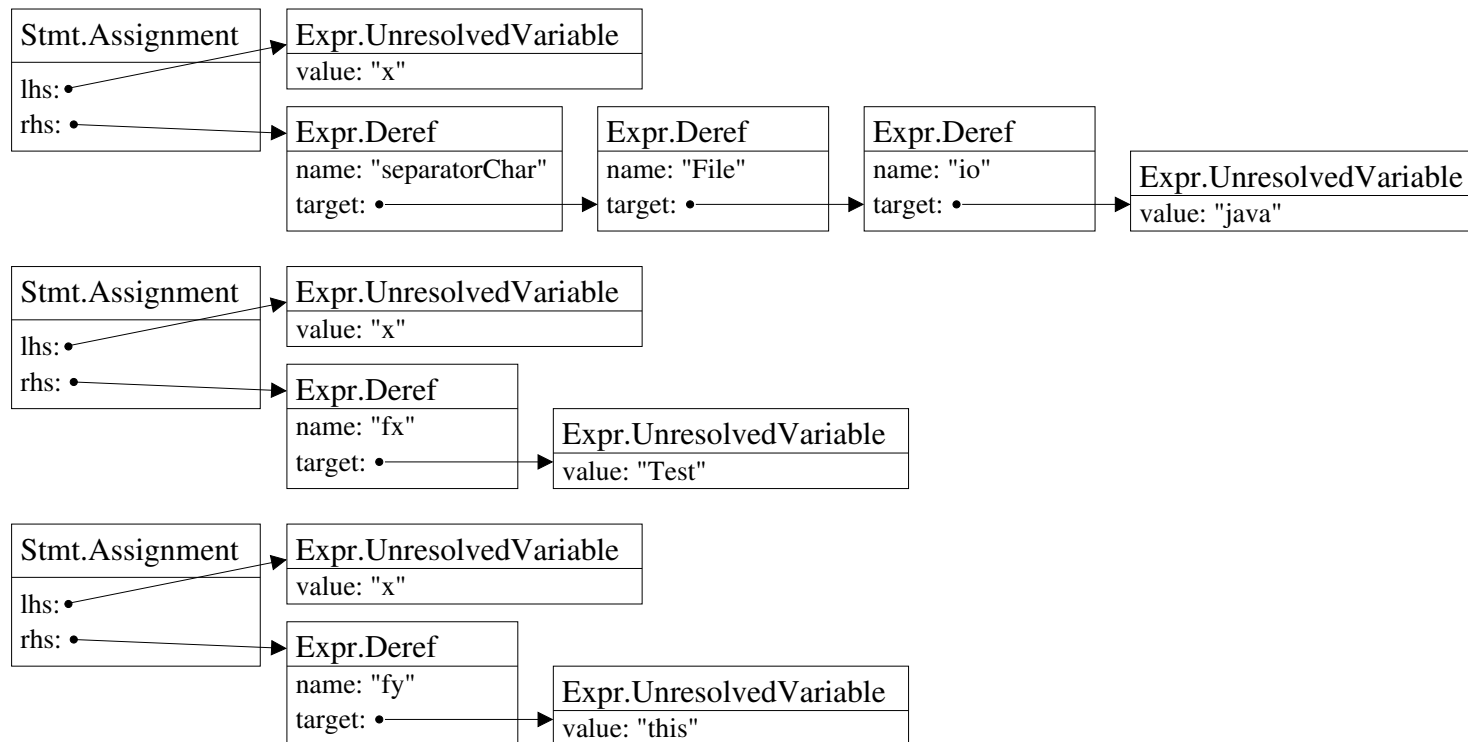 Stmt.Assignment
lhs:
rhs:
Expr.UnresolvedVariable
value: "x"
Expr.Deref
name: "separatorChar"
target:
Expr.Deref
name: "File"
target:
Expr.Deref
name: "io"
target:
Expr.UnresolvedVariable
value: "java"
Stmt.Assignment
lhs:
rhs:
Expr.UnresolvedVariable
value: "x"
Expr.Deref
name: "fx"
target:
Expr.UnresolvedVariable
value: "Test"
Stmt.Assignment
lhs:
rhs:
Expr.UnresolvedVariable
value: "x"
Expr.Deref
name: "fy"
target:
Expr.UnresolvedVariable
value: "this"